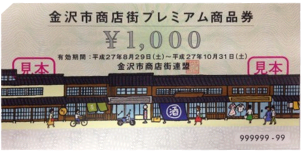 金沢市商店街プレミアム商品券
¥1,000
有効期間:平成27年8月29日(土)~平成27年10月31日(土)
見本
金沢市商店街連盟
見本
酒
999999-99